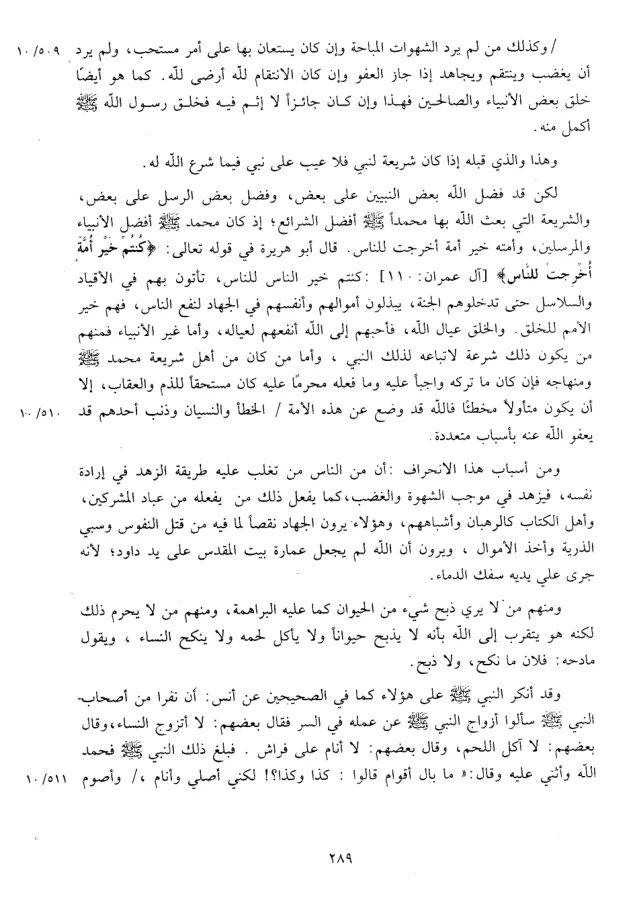 / وكذلك من لم يرد الشهوات المباحة وإن كان يستعان بها على أمر مستحب، ولم يرد ١٠/٥٠٩
أن يغضب وينتقم ويجاهد إذا جاز العفو وإن كان الانتقام لله أرضى لله. كما هو أيضًا
خلق بعض الأنبياء والصالحين فهذا وإن كان جائزاً لا إثم فيه فخلق رسول الله ﷺ
أكمل منه.
وهذا والذي قبله إذا كان شريعة لنبي فلا عيب على نبي فيما شرع الله له.
لكن قد فضل الله بعض النبيين على بعض، وفضل بعض الرسل على بعض،
والشريعة التي بعث الله بها محمداً ﷺ أفضل الشرائع؛ إذ كان محمد ﷺ أفضل الأنبياء
والمرسلين، وأمته خير أمة أخرجت للناس. قال أبو هريرة في قوله تعالى: ﴿كُنتُمْ خَيْرَ أُمَّةٍ
أُخْرِجَتْ لِلنَّاسِ﴾ [آل عمران: ١١٠] :كنتم خير الناس للناس، تأتون بهم في الأقياد
والسلاسل حتى تدخلوهم الجنة، يبذلون أموالهم وأنفسهم في الجهاد لنفع الناس، فهم خير
الأمم للخلق. والخلق عيال الله، فأحبهم إلى الله أنفعهم لعياله، وأما غير الأنبياء فمنهم
من يكون ذلك شرعة لاتباعه لذلك النبي ، وأما من كان من أهل شريعة محمد ﷺ
ومنهاجه فإن كان ما تركه واجباً عليه وما فعله محرمًا عليه كان مستحقاً للذم والعقاب، إلا
أن يكون متأولاً مخطئًا فالله قد وضع عن هذه الأمة / الخطأ والنسيان وذنب أحدهم قد ١٠/٥١٠
يعفو الله عنه بأسباب متعددة.
ومن أسباب هذا الانحراف :أن من الناس من تغلب عليه طريقة الزهد في إرادة
نفسه، فيزهد في موجب الشهوة والغضب،كما يفعل ذلك من يفعله من عباد المشركين،
وأهل الكتاب كالرهبان وأشباههم، وهؤلاء يرون الجهاد نقصاً لما فيه من قتل النفوس وسبي
الذرية وأخذ الأموال ، ويرون أن الله لم يجعل عمارة بيت المقدس على يد داود؛ لأنه
جرى علي يديه سفك الدماء.
ومنهم من لا يري ذبح شيء من الحيوان كما عليه البراهمة، ومنهم من لا يحرم ذلك
لكنه هو يتقرب إلى الله بأنه لا يذبح حيواناً ولا يأكل لحمه ولا ينكح النساء ، ويقول
مادحه: فلان ما نكح، ولا ذبح.
وقد أنكر النبي ﷺ على هؤلاء كما في الصحيحين عن أنس: أن نفرا من أصحاب
النبي ﷺ سألوا أزواج النبي ﷺ عن عمله في السر فقال بعضهم: لا أتزوج النساء،وقال
بعضهم: لا آكل اللحم، وقال بعضهم: لا أنام على فراش . فبلغ ذلك النبي ﷺ فحمد
الله وأثني عليه وقال:« ما بال أقوام قالوا : كذا وكذا؟! لكني أصلي وأنام ،/ وأصوم ١٠/٥١١
٢٨٩